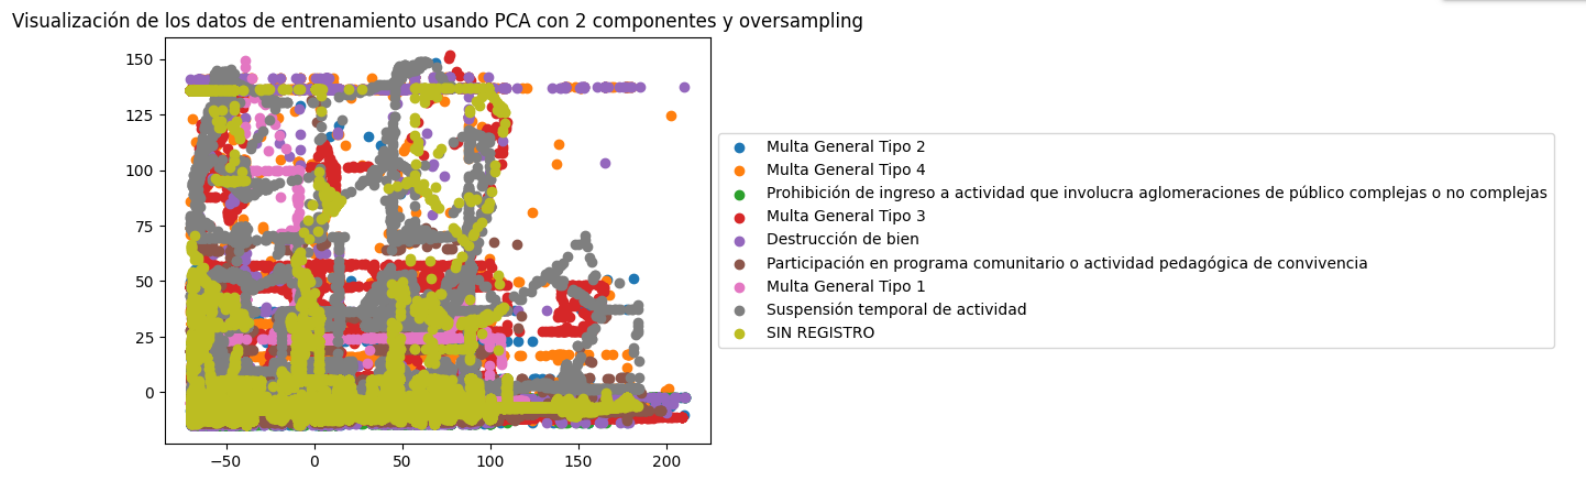 Visualización de los datos de entrenamiento usando PCA con 2 componentes y oversampling
150
125
100
75
50
25
0
−50
0
50
100
150
200
Multa General Tipo 2
Multa General Tipo 4
Prohibición de ingreso a actividad que involucra aglomeraciones de público complejas o no complejas
Multa General Tipo 3
Destrucción de bien
Participación en programa comunitario o actividad pedagógica de convivencia
Multa General Tipo 1
Suspensión temporal de actividad
SIN REGISTRO